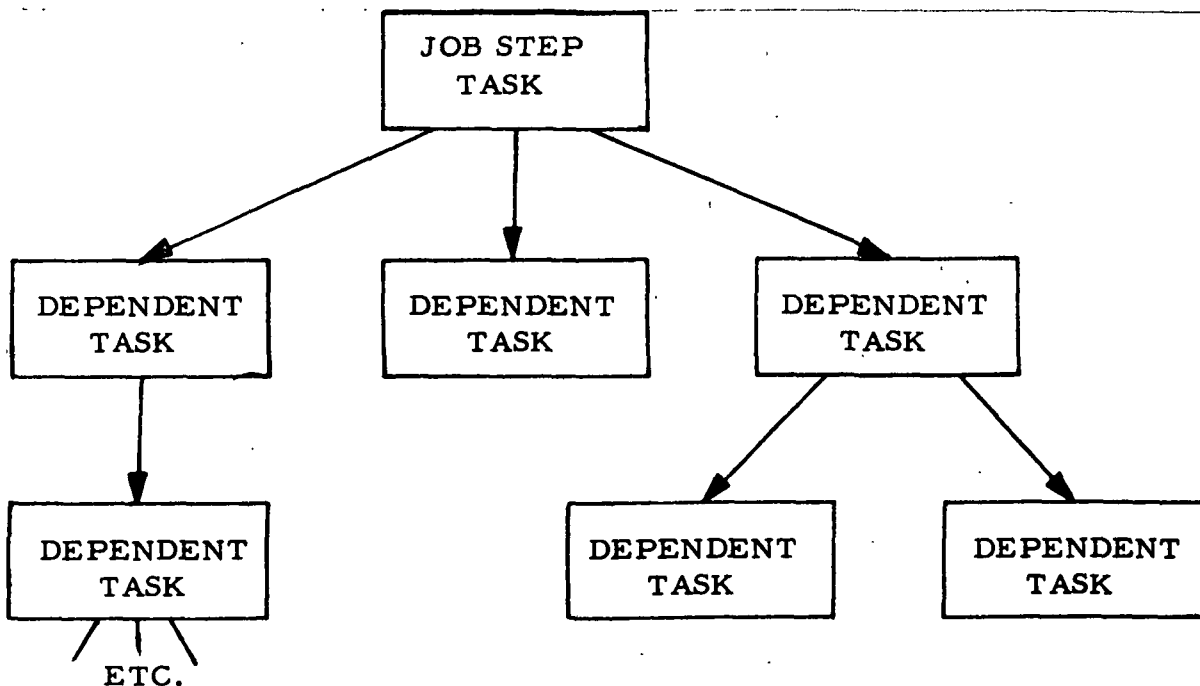 JOB STEP
TASK
DEPENDENT
TASK
DEPENDENT
TASK
DEPENDENT
TASK
DEPENDENT
TASK
DEPENDENT
TASK
DEPENDENT
TASK
ETC.